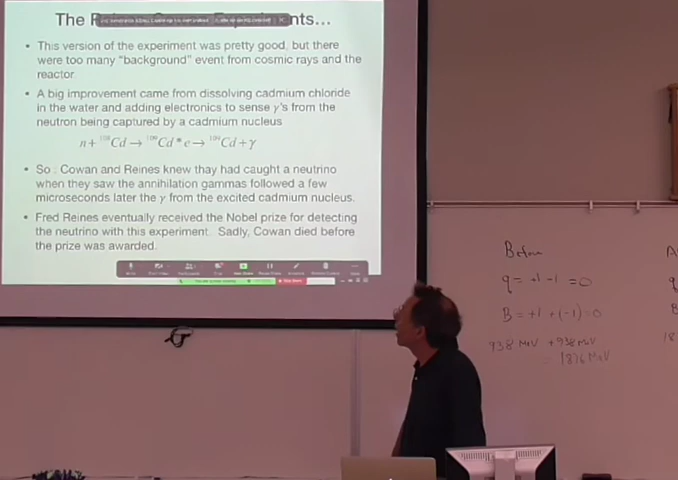 The R
nts...
• This version of the experiment was pretty good, but there
were too many “background” event from cosmic rays and the
reactor.
• A big improvement came from dissolving cadmium chloride
in the water and adding electronics to sense γ's from the
neutron being captured by a cadmium nucleus
• So . Cowan and Reines knew thay had caught a neutrino
when they saw the annihilation gammas followed a few
microseconds later the γ from the excited cadmium nucleus.
• Fred Reines eventually received the Nobel prize for detecting
the neutrino with this experiment. Sadly, Cowan died before
the prize was awarded.
Before
q = +1 -1 = 0
B = +1 + (-1) = 0
938 MeV + 938 MeV
= 1876 MeV